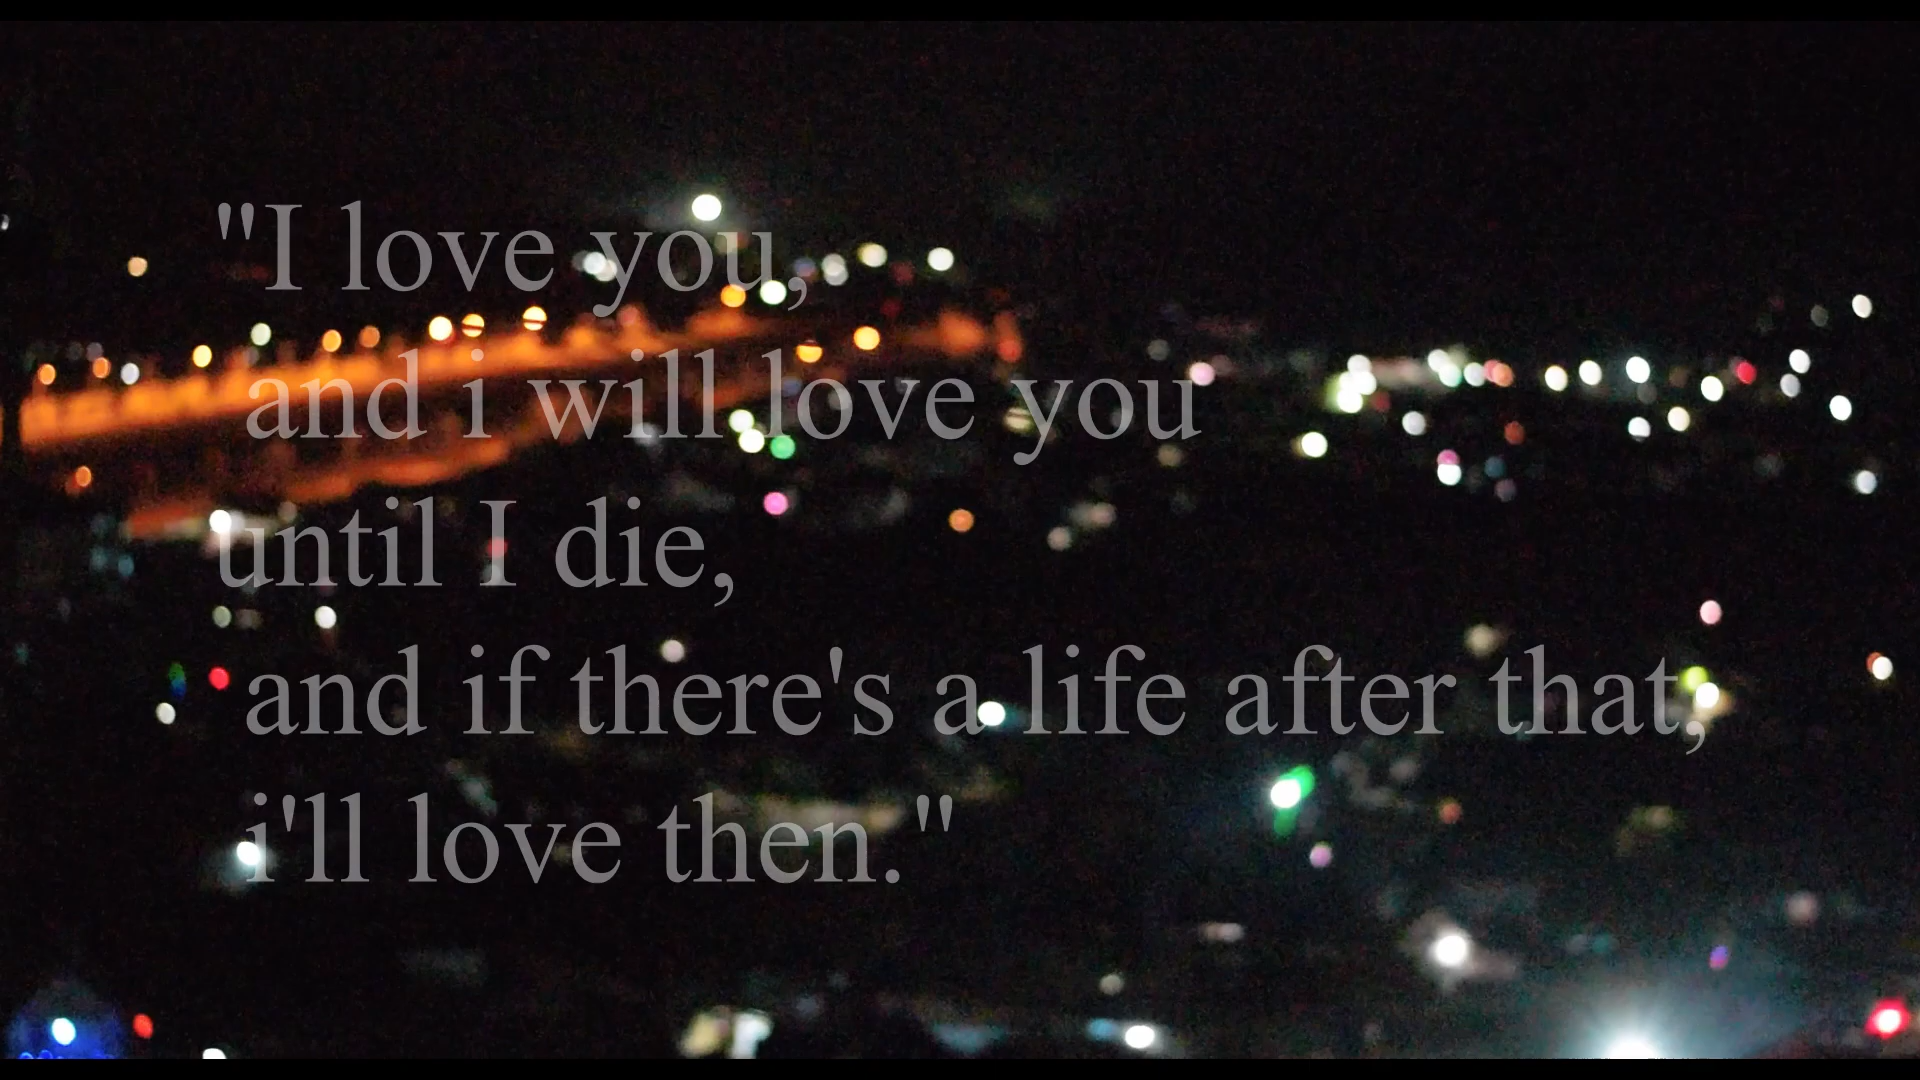 "I love you,
and i will love you
until I die,
and if there's a life after that,
i'll love then."